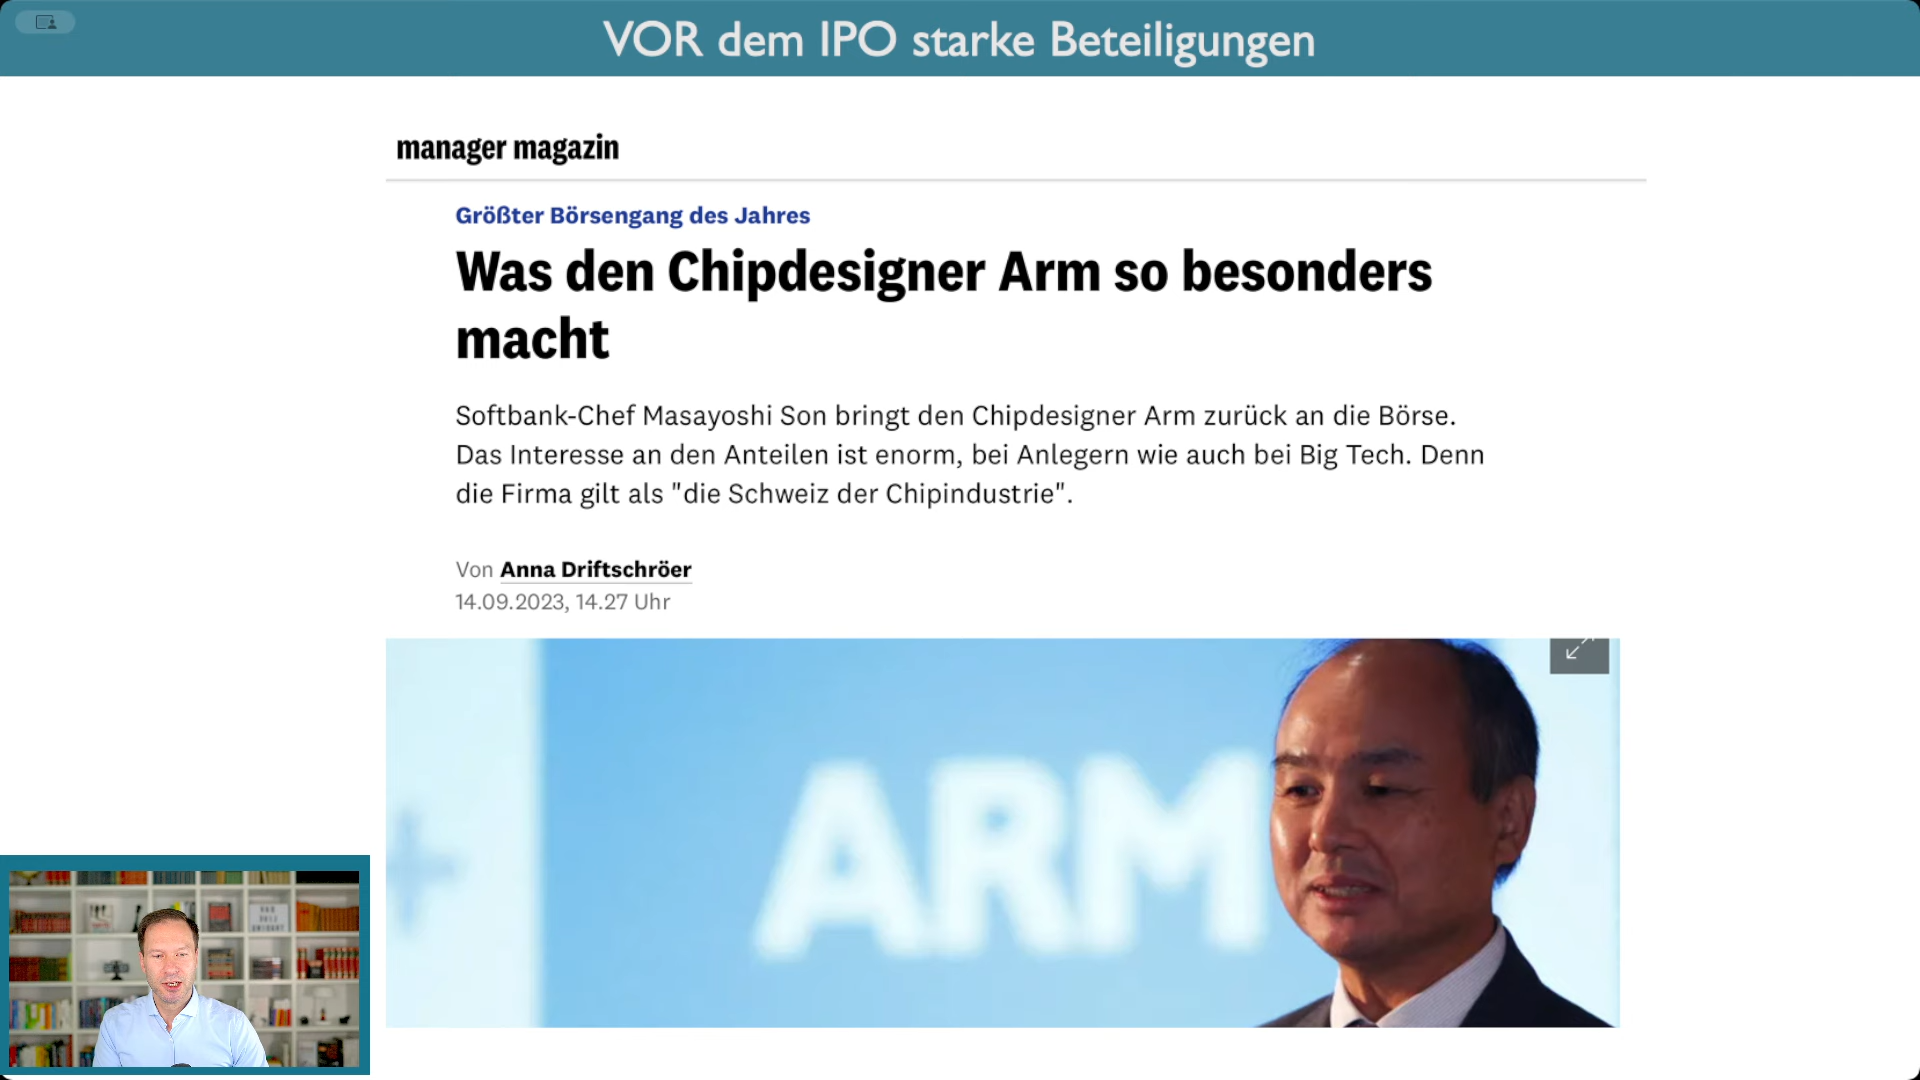 VOR dem IPO starke Beteiligungen
manager magazin
Größter Börsengang des Jahres
Was den Chipdesigner Arm so besonders
macht
Softbank-Chef Masayoshi Son bringt den Chipdesigner Arm zurück an die Börse.
Das Interesse an den Anteilen ist enorm, bei Anlegern wie auch bei Big Tech. Denn
die Firma gilt als "die Schweiz der Chipindustrie".
Von Anna Driftschröer
14.09.2023, 14.27 Uhr
ARM